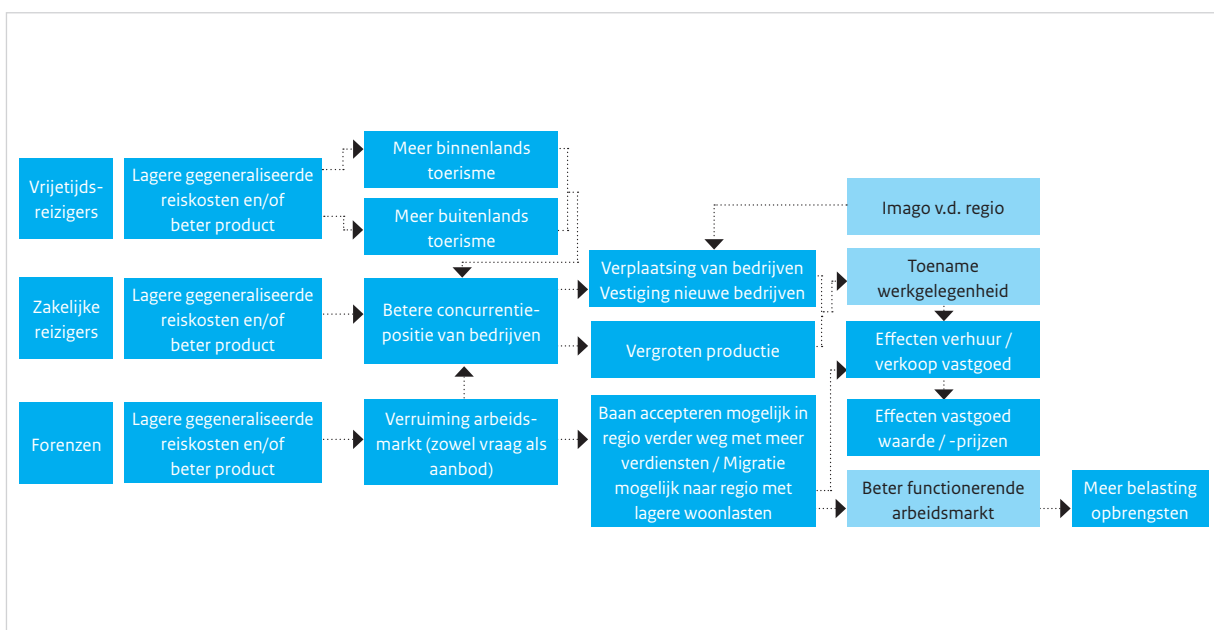 Vrijetijds-
reizigers
Lagere gegeneraliseerde
reiskosten en/of
beter product
Meer binnenlands
toerisme
Meer buitenlands
toerisme
Zakelijke
reizigers
Lagere gegeneraliseerde
reiskosten en/of
beter product
Betere concurrentie-
positie van bedrijven
Verplaatsing van bedrijven
Vestiging nieuwe bedrijven
Vergroten productie
Imago v.d. regio
Toename
werkgelegenheid
Effecten verhuur /
verkoop vastgoed
Effecten vastgoed
waarde / -prijzen
Forenzen
Lagere gegeneraliseerde
reiskosten en/of
beter product
Verruiming arbeids-
markt (zowel vraag als
aanbod)
Baan accepteren mogelijk in
regio verder weg met meer
verdiensten / Migratie
mogelijk naar regio met
lagere woonlasten
Beter functionerende
arbeidsmarkt
Meer belasting
opbrengsten